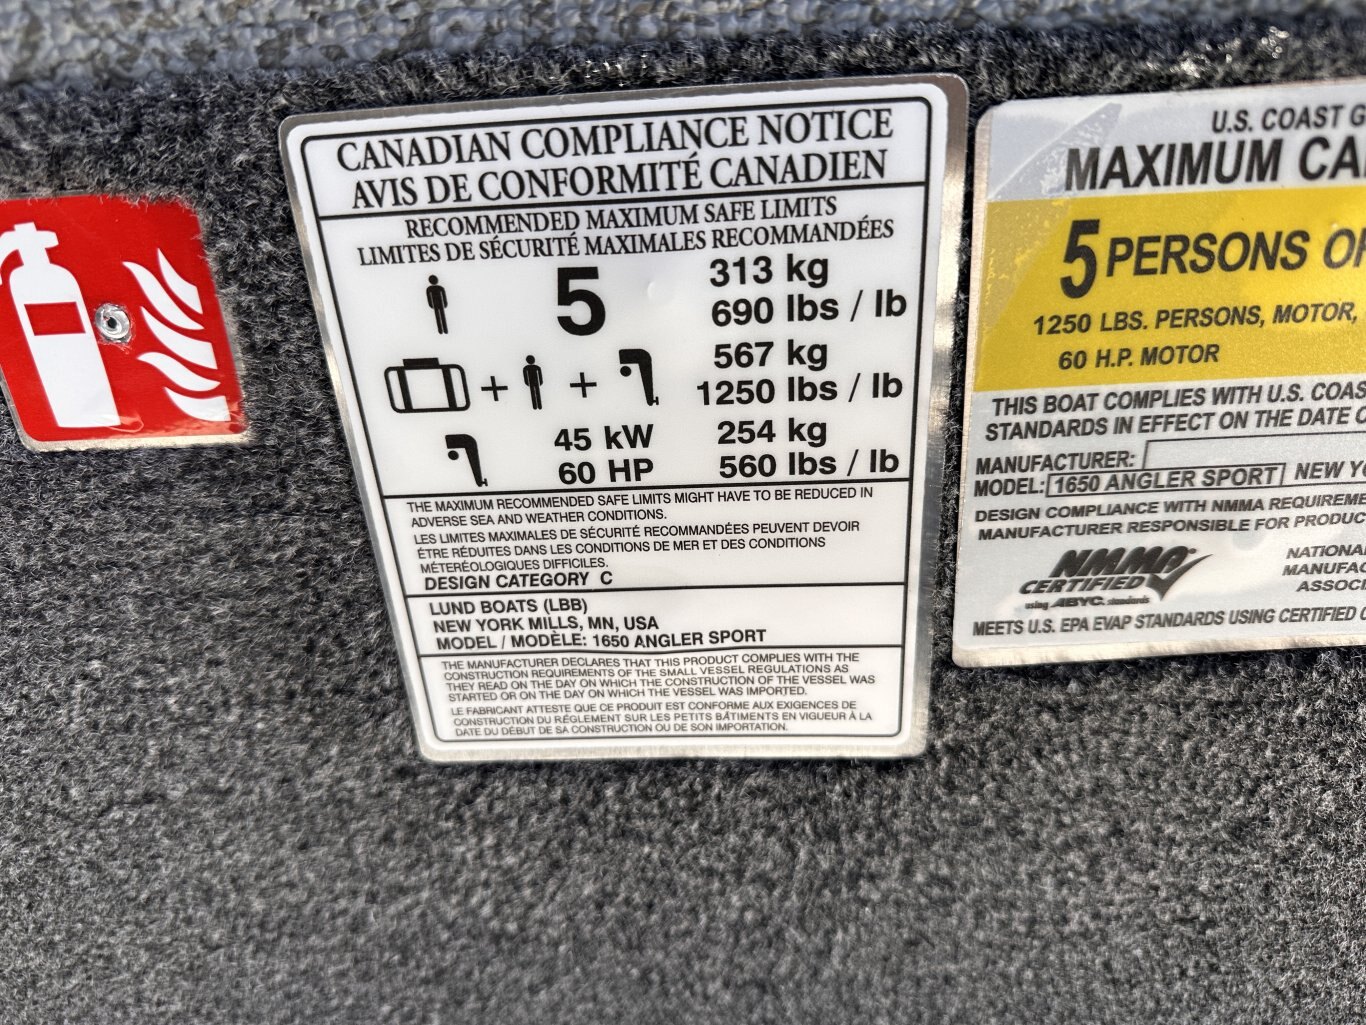 CANADIAN COMPLIANCE NOTICE
AVIS DE CONFORMITÉ CANADIEN
RECOMMENDED MAXIMUM SAFE LIMITS
LIMITES DE SÉCURITÉ MAXIMALES RECOMMANDÉES
5 313 kg
690 lbs / lb
+ + 567 kg
1250 lbs / lb
45 kW 254 kg
60 HP 560 lbs / lb
THE MAXIMUM RECOMMENDED SAFE LIMITS MIGHT HAVE TO BE REDUCED IN
ADVERSE SEA AND WEATHER CONDITIONS.
LES LIMITES MAXIMALES DE SÉCURITÉ RECOMMANDÉES PEUVENT DEVOIR
ÊTRE RÉDUITES DANS LES CONDITIONS DE MER ET DES CONDITIONS
MÉTEREOLOGIQUES DIFFICILES.
DESIGN CATEGORY C
LUND BOATS (LBB)
NEW YORK MILLS, MN, USA
MODEL / MODÈLE: 1650 ANGLER SPORT
THE MANUFACTURER DECLARES THAT THIS PRODUCT COMPLIES WITH THE
CONSTRUCTION REQUIREMENTS OF THE SMALL VESSEL REGULATIONS AS
THEY READ ON THE DAY ON WHICH THE CONSTRUCTION OF THE VESSEL WAS
STARTED OR ON THE DAY ON WHICH THE VESSEL WAS IMPORTED.
LE FABRICANT ATTESTE QUE CE PRODUIT EST CONFORME AUX EXIGENCES DE
CONSTRUCTION DU RÉGLEMENT SUR LES PETITS BÂTIMENTS EN VIGUEUR À LA
DATE DU DÉBUT DE SA CONSTRUCTION OU DE SON IMPORTATION.
U.S. COAST G
MAXIMUM CA
5 PERSONS O
1250 LBS. PERSONS, MOTOR,
60 H.P. MOTOR
THIS BOAT COMPLIES WITH U.S. COAS
STANDARDS IN EFFECT ON THE DATE
MANUFACTURER:
MODEL: 1650 ANGLER SPORT NEW YO
DESIGN COMPLIANCE WITH NMMA REQUIREME
MANUFACTURER RESPONSIBLE FOR PRODUC
NMMA
CERTIFIED
using ABYC standards
NATIONA
MANUFAC
ASSOC
MEETS U.S. EPA EVAP STANDARDS USING CERTIFIED